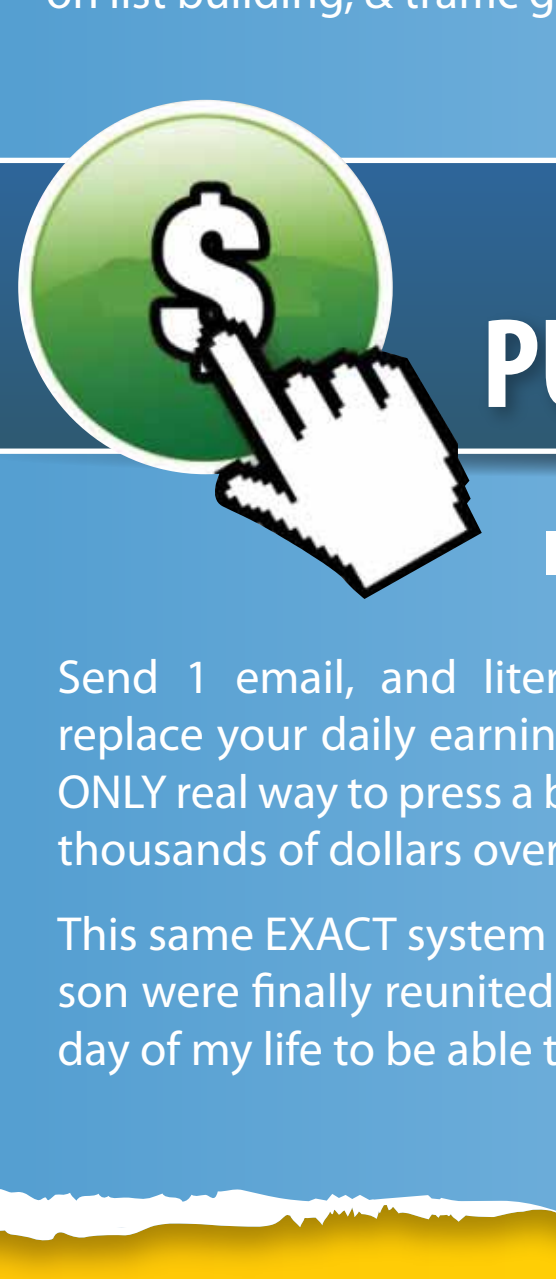 on list building, & traffic g
$
PU
Send 1 email, and liter
replace your daily earnin
ONLY real way to press a b
thousands of dollars over
This same EXACT system
son were finally reunited
day of my life to be able t